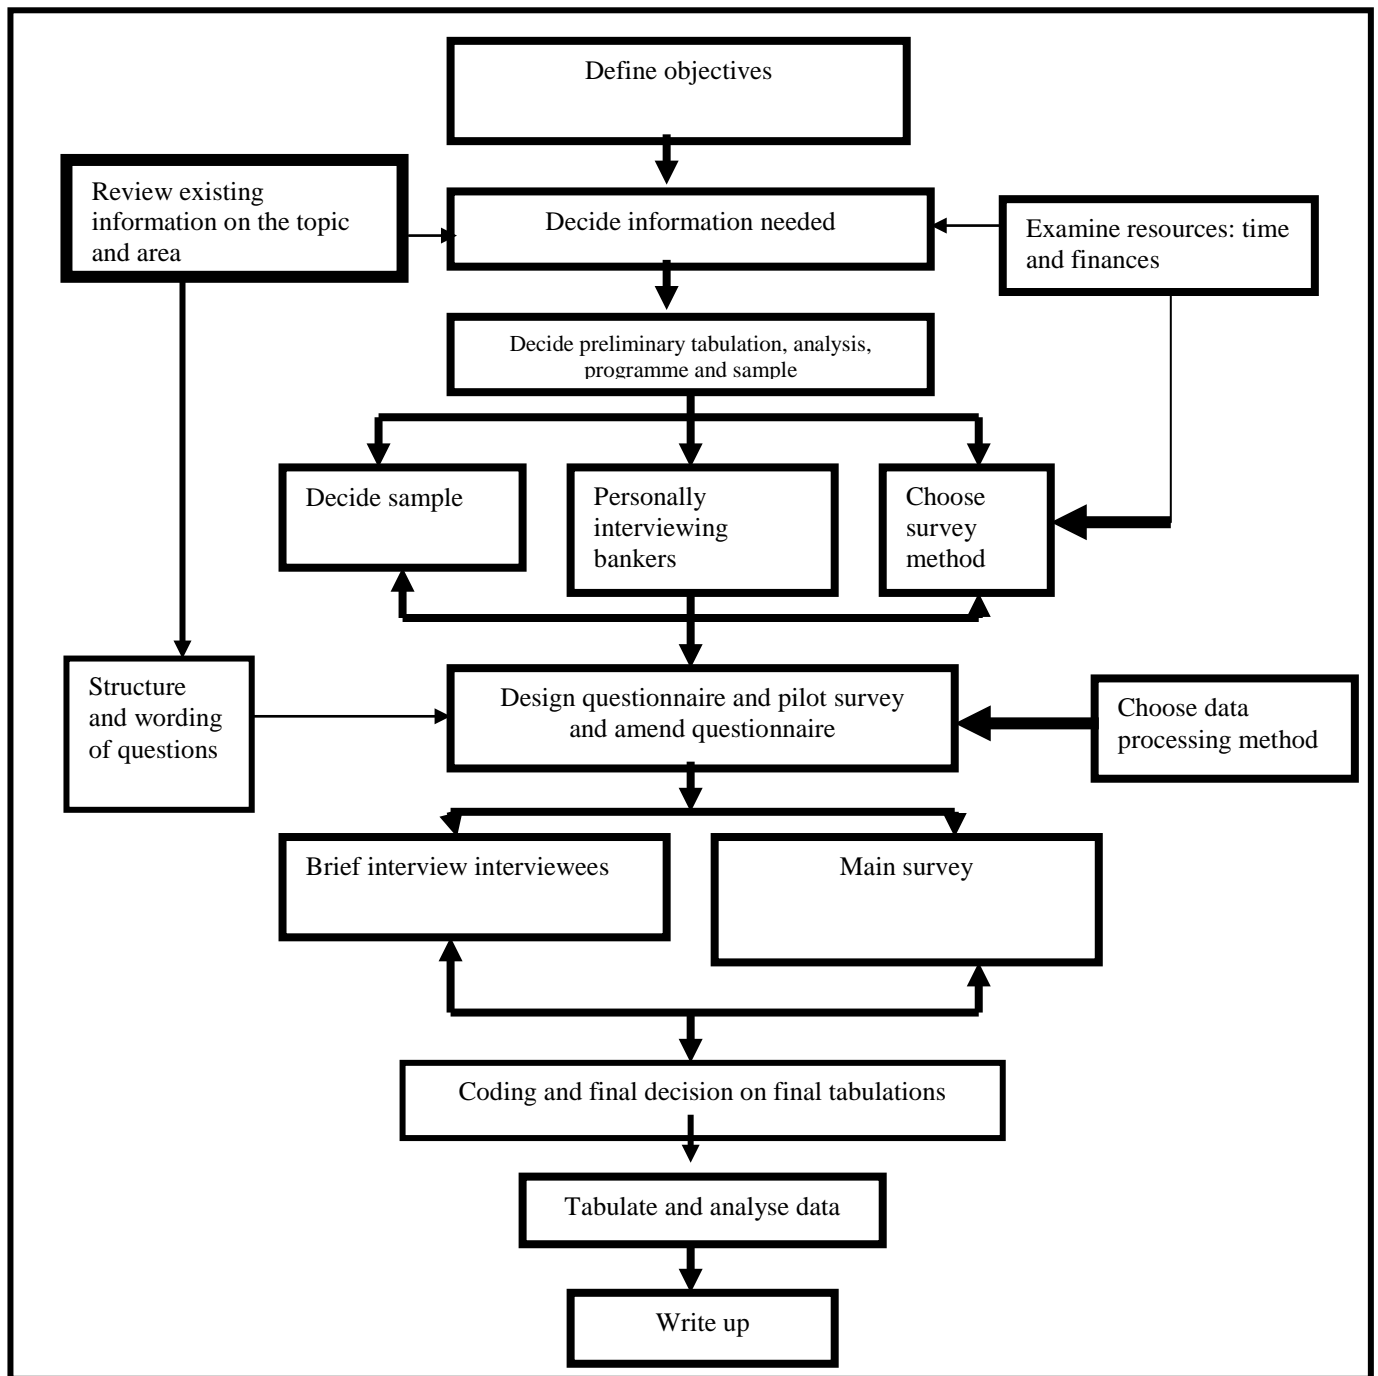 Define objectives
Review existing
information on the topic
and area
Decide information needed
Examine resources: time
and finances
Decide preliminary tabulation, analysis,
programme and sample
Decide sample
Personally
interviewing
bankers
Choose
survey
method
Structure
and wording
of questions
Design questionnaire and pilot survey
and amend questionnaire
Choose data
processing method
Brief interview interviewees
Main survey
Coding and final decision on final tabulations
Tabulate and analyse data
Write up